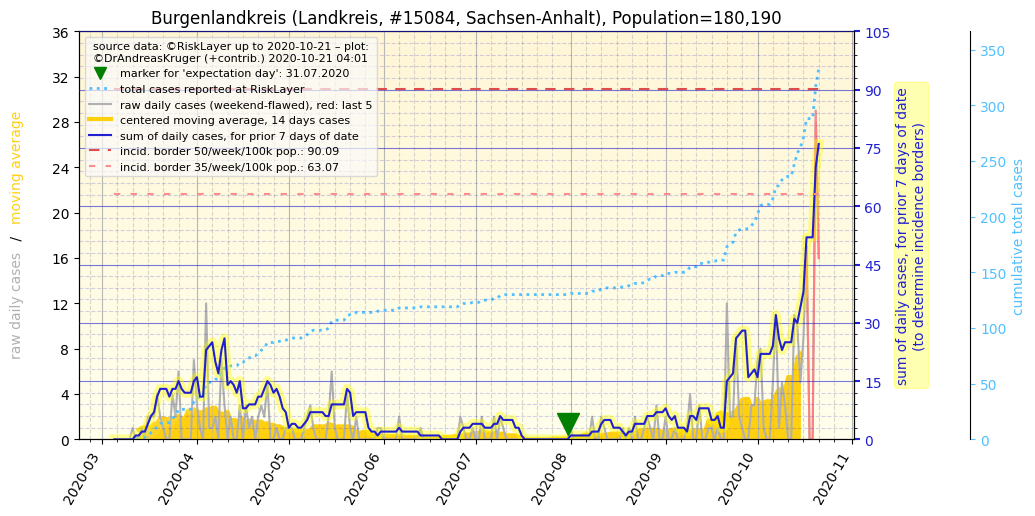 Burgenlandkreis (Landkreis, #15084, Sachsen-Anhalt), Population=180,190
source data: ©RiskLayer up to 2020-10-21 – plot:
©DrAndreasKruger (+contrib.) 2020-10-21 04:01
marker for 'expectation day': 31.07.2020
total cases reported at RiskLayer
raw daily cases (weekend-flawed), red: last 5
centered moving average, 14 days cases
sum of daily cases, for prior 7 days of date
incid. border 50/week/100k pop.: 90.09
incid. border 35/week/100k pop.: 63.07
raw daily cases / moving average
36
32
28
24
20
16
12
8
4
0
2020-03
2020-04
2020-05
2020-06
2020-07
2020-08
2020-09
2020-10
2020-11
105
90
75
60
45
30
15
0
sum of daily cases, for prior 7 days of date
(to determine incidence borders)
350
300
250
200
150
100
50
0
cumulative total cases